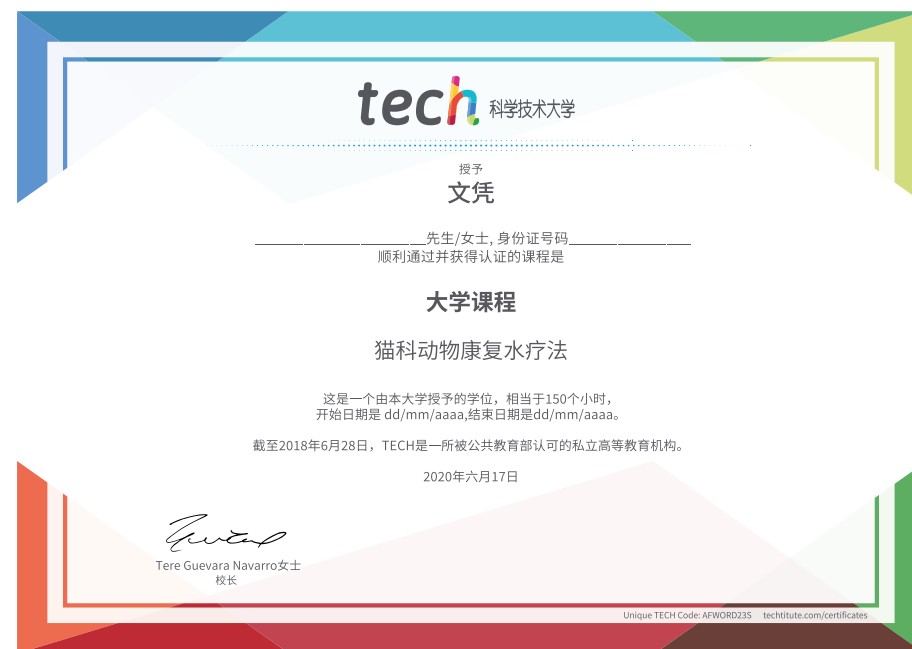 tech 科学技术大学
授予
文凭
______________________先生/女士, 身份证号码________________
顺利通过并获得认证的课程是
大学课程
猫科动物康复水疗法
这是一个由本大学授予的学位，相当于150个小时，
开始日期是 dd/mm/aaaa,结束日期是dd/mm/aaaa。
截至2018年6月28日，TECH是一所被公共教育部认可的私立高等教育机构。
2020年六月17日
Tere Guevara Navarro女士
校长
Unique TECH Code: AFWORD23S techtitute.com/certificates